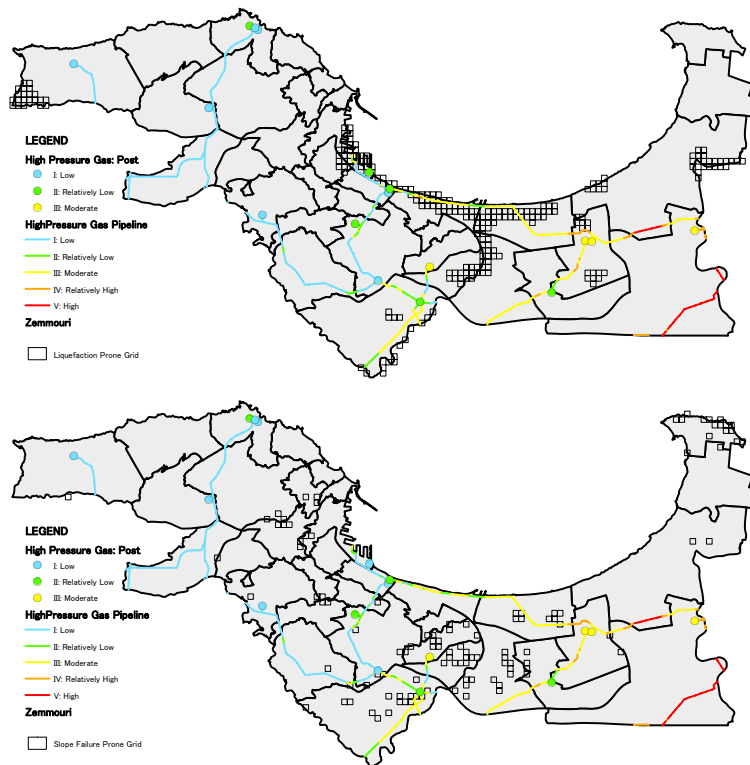 LEGEND
High Pressure Gas: Post
I: Low
II: Relatively Low
III: Moderate
HighPressure Gas Pipeline
I: Low
II: Relatively Low
III: Moderate
IV: Relatively High
V: High
Zemmouri
Liquefaction Prone Grid
LEGEND
High Pressure Gas: Post
I: Low
II: Relatively Low
III: Moderate
HighPressure Gas Pipeline
I: Low
II: Relatively Low
III: Moderate
IV: Relatively High
V: High
Zemmouri
Slope Failure Prone Grid